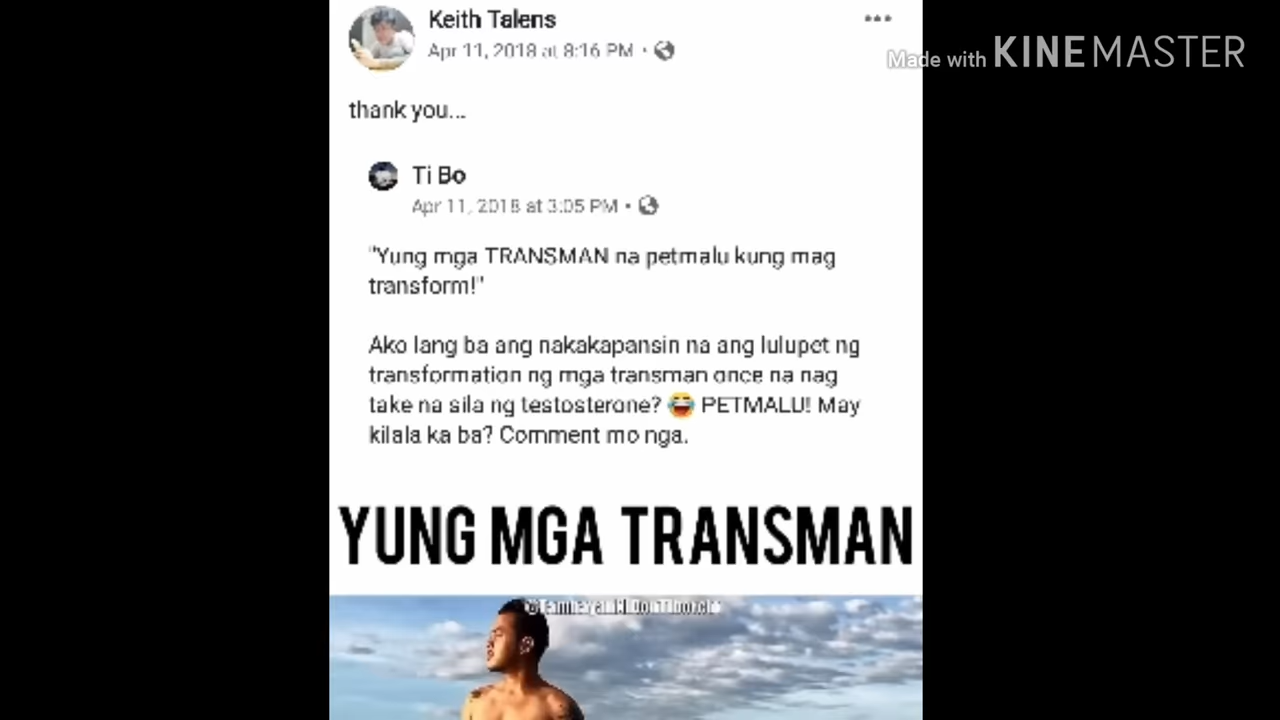 Keith Talens
Apr 11, 2018 at 8:16 PM
Made with KINEMASTER
thank you...
Ti Bo
Apr 11, 2018 at 3:05 PM
"Yung mga TRANSMAN na petmalu kung mag
transform!"
Ako lang ba ang nakakapansin na ang lulupet ng
transformation ng mga transman once na nag
take na sila ng testosterone? 😂 PETMALU! May
kilala ka ba? Comment mo nga.
YUNG MGA TRANSMAN